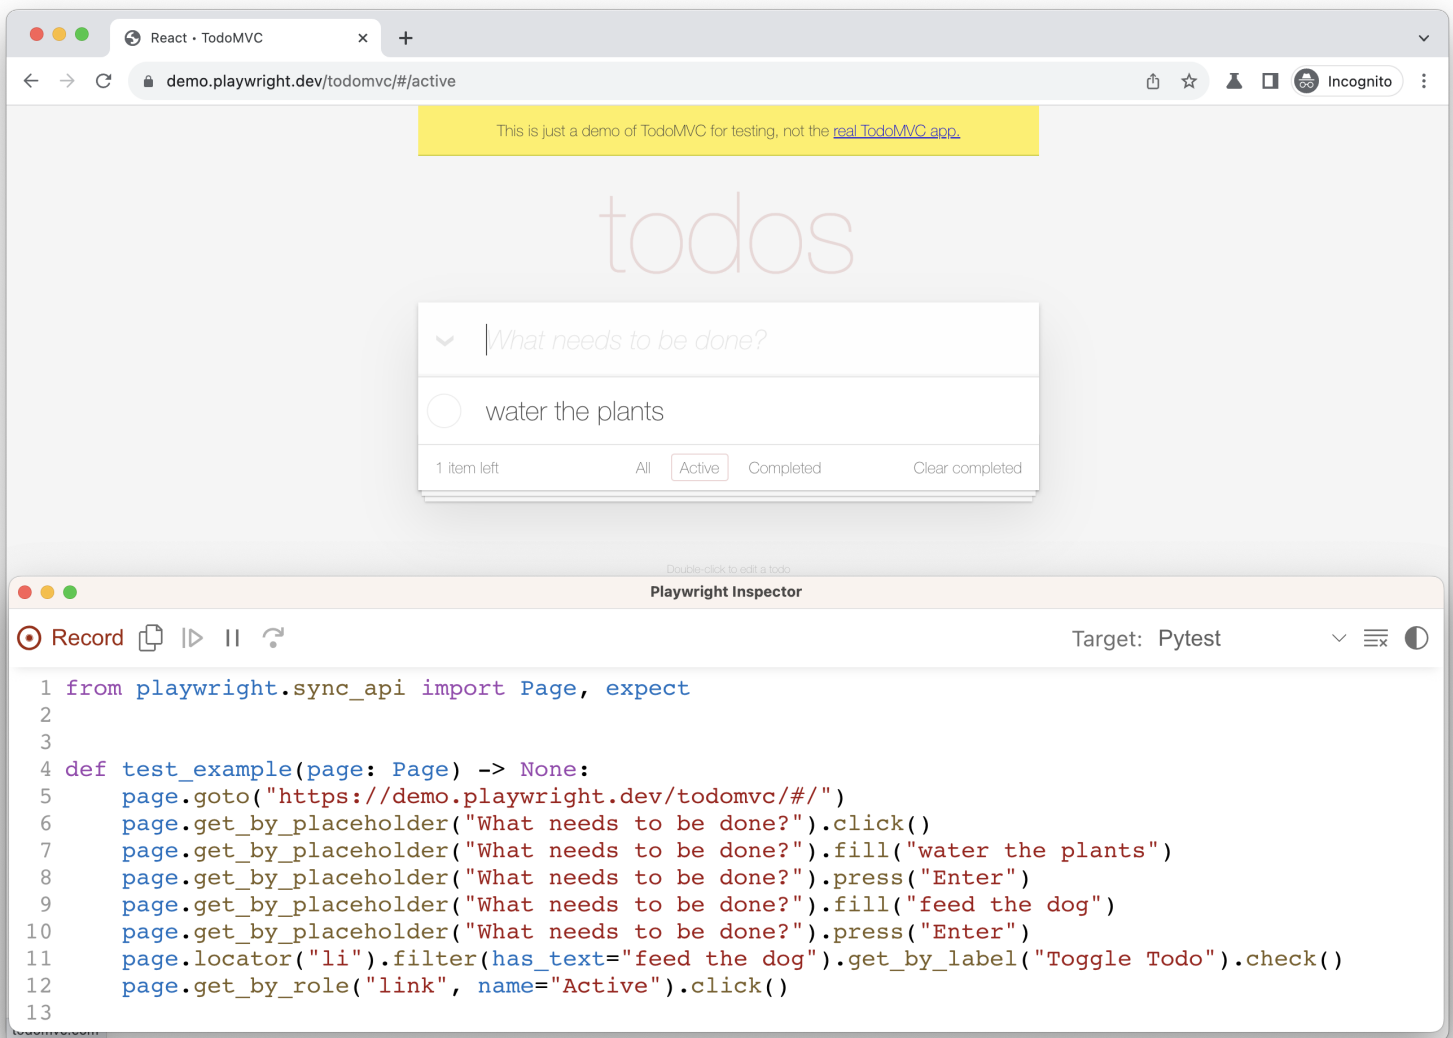 React • TodoMVC
demo.playwright.dev/todomvc/#/active
Incognito
This is just a demo of TodoMVC for testing, not the real TodoMVC app.
todos
What needs to be done?
water the plants
1 item left All Active Completed Clear completed
Double-click to edit a todo
Playwright Inspector
Record Target: Pytest
1 from playwright.sync_api import Page, expect
2
3
4 def test_example(page: Page) -> None:
5 page.goto("https://demo.playwright.dev/todomvc/#/")
6 page.get_by_placeholder("What needs to be done?").click()
7 page.get_by_placeholder("What needs to be done?").fill("water the plants")
8 page.get_by_placeholder("What needs to be done?").press("Enter")
9 page.get_by_placeholder("What needs to be done?").fill("feed the dog")
10 page.get_by_placeholder("What needs to be done?").press("Enter")
11 page.locator("li").filter(has_text="feed the dog").get_by_label("Toggle Todo").check()
12 page.get_by_role("link", name="Active").click()
13
todomvc.com